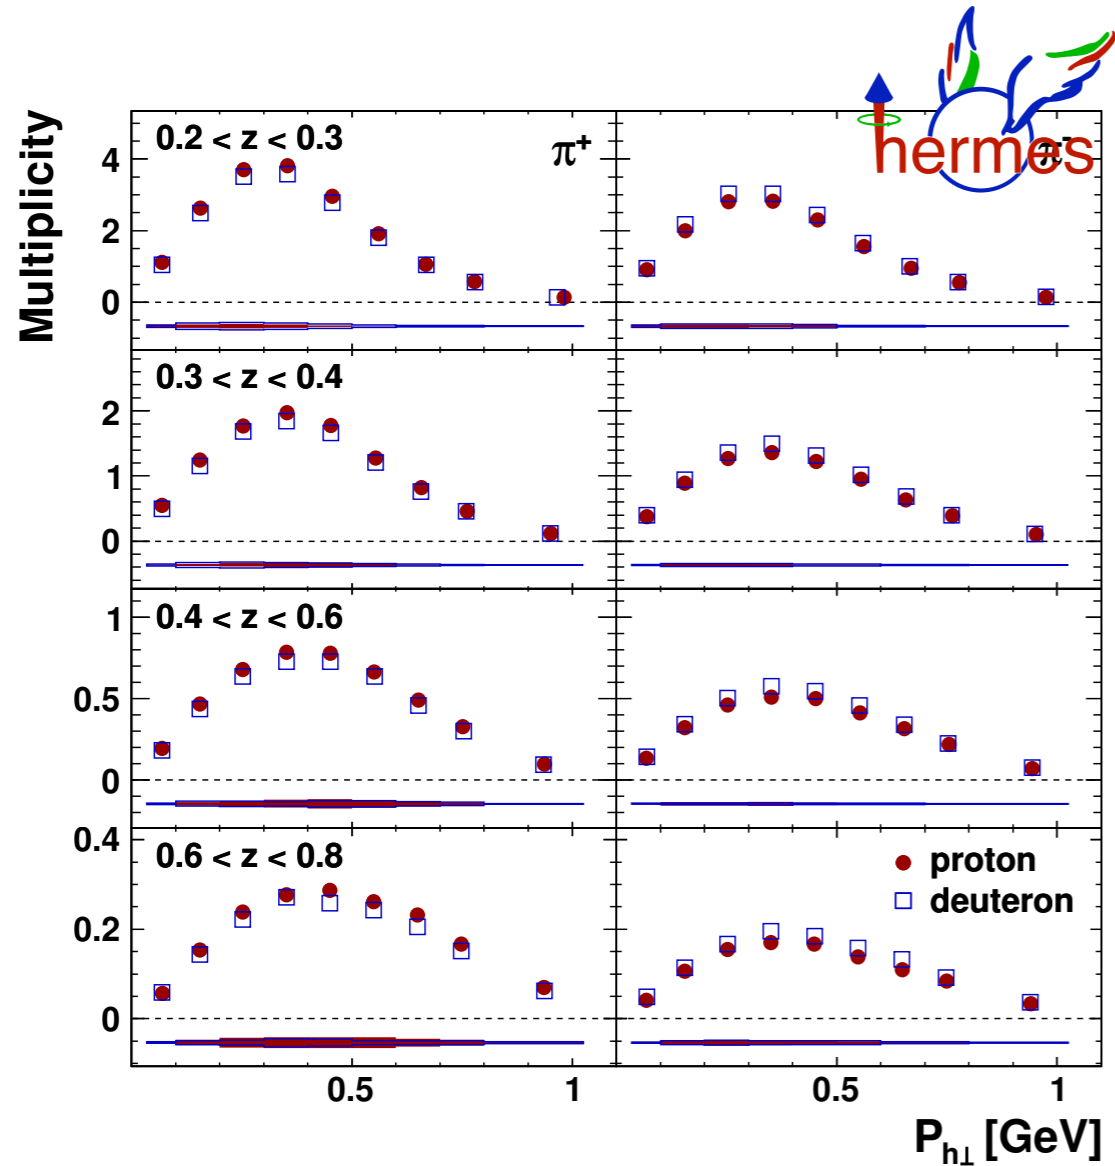 hermes
Multiplicity
0.2 < z < 0.3
π⁺
4
2
0
0.3 < z < 0.4
2
1
0
0.4 < z < 0.6
1
0.5
0
0.6 < z < 0.8
0.4
0.2
0
proton
deuteron
0.5 1 0.5 1
P_h⊥ [GeV]